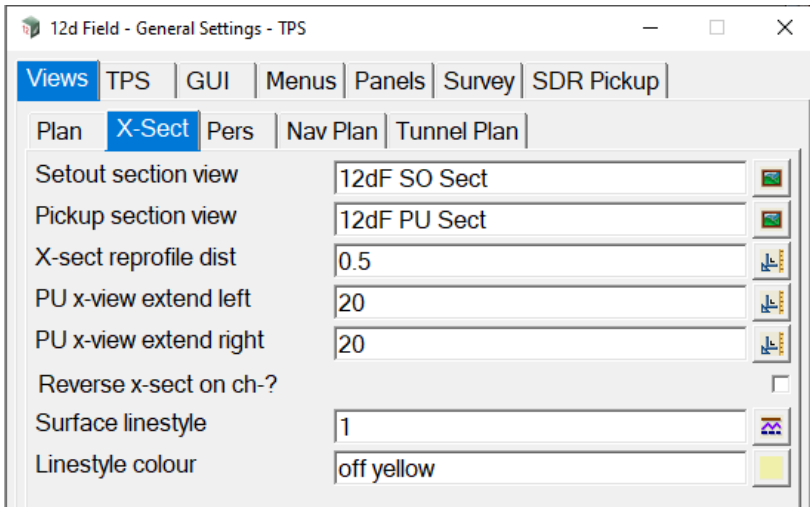 12d Field - General Settings - TPS
Views TPS GUI Menus Panels Survey SDR Pickup
Plan X-Sect Pers Nav Plan Tunnel Plan
Setout section view 12dF SO Sect
Pickup section view 12dF PU Sect
X-sect reprofile dist 0.5
PU x-view extend left 20
PU x-view extend right 20
Reverse x-sect on ch-?
Surface linestyle 1
Linestyle colour off yellow